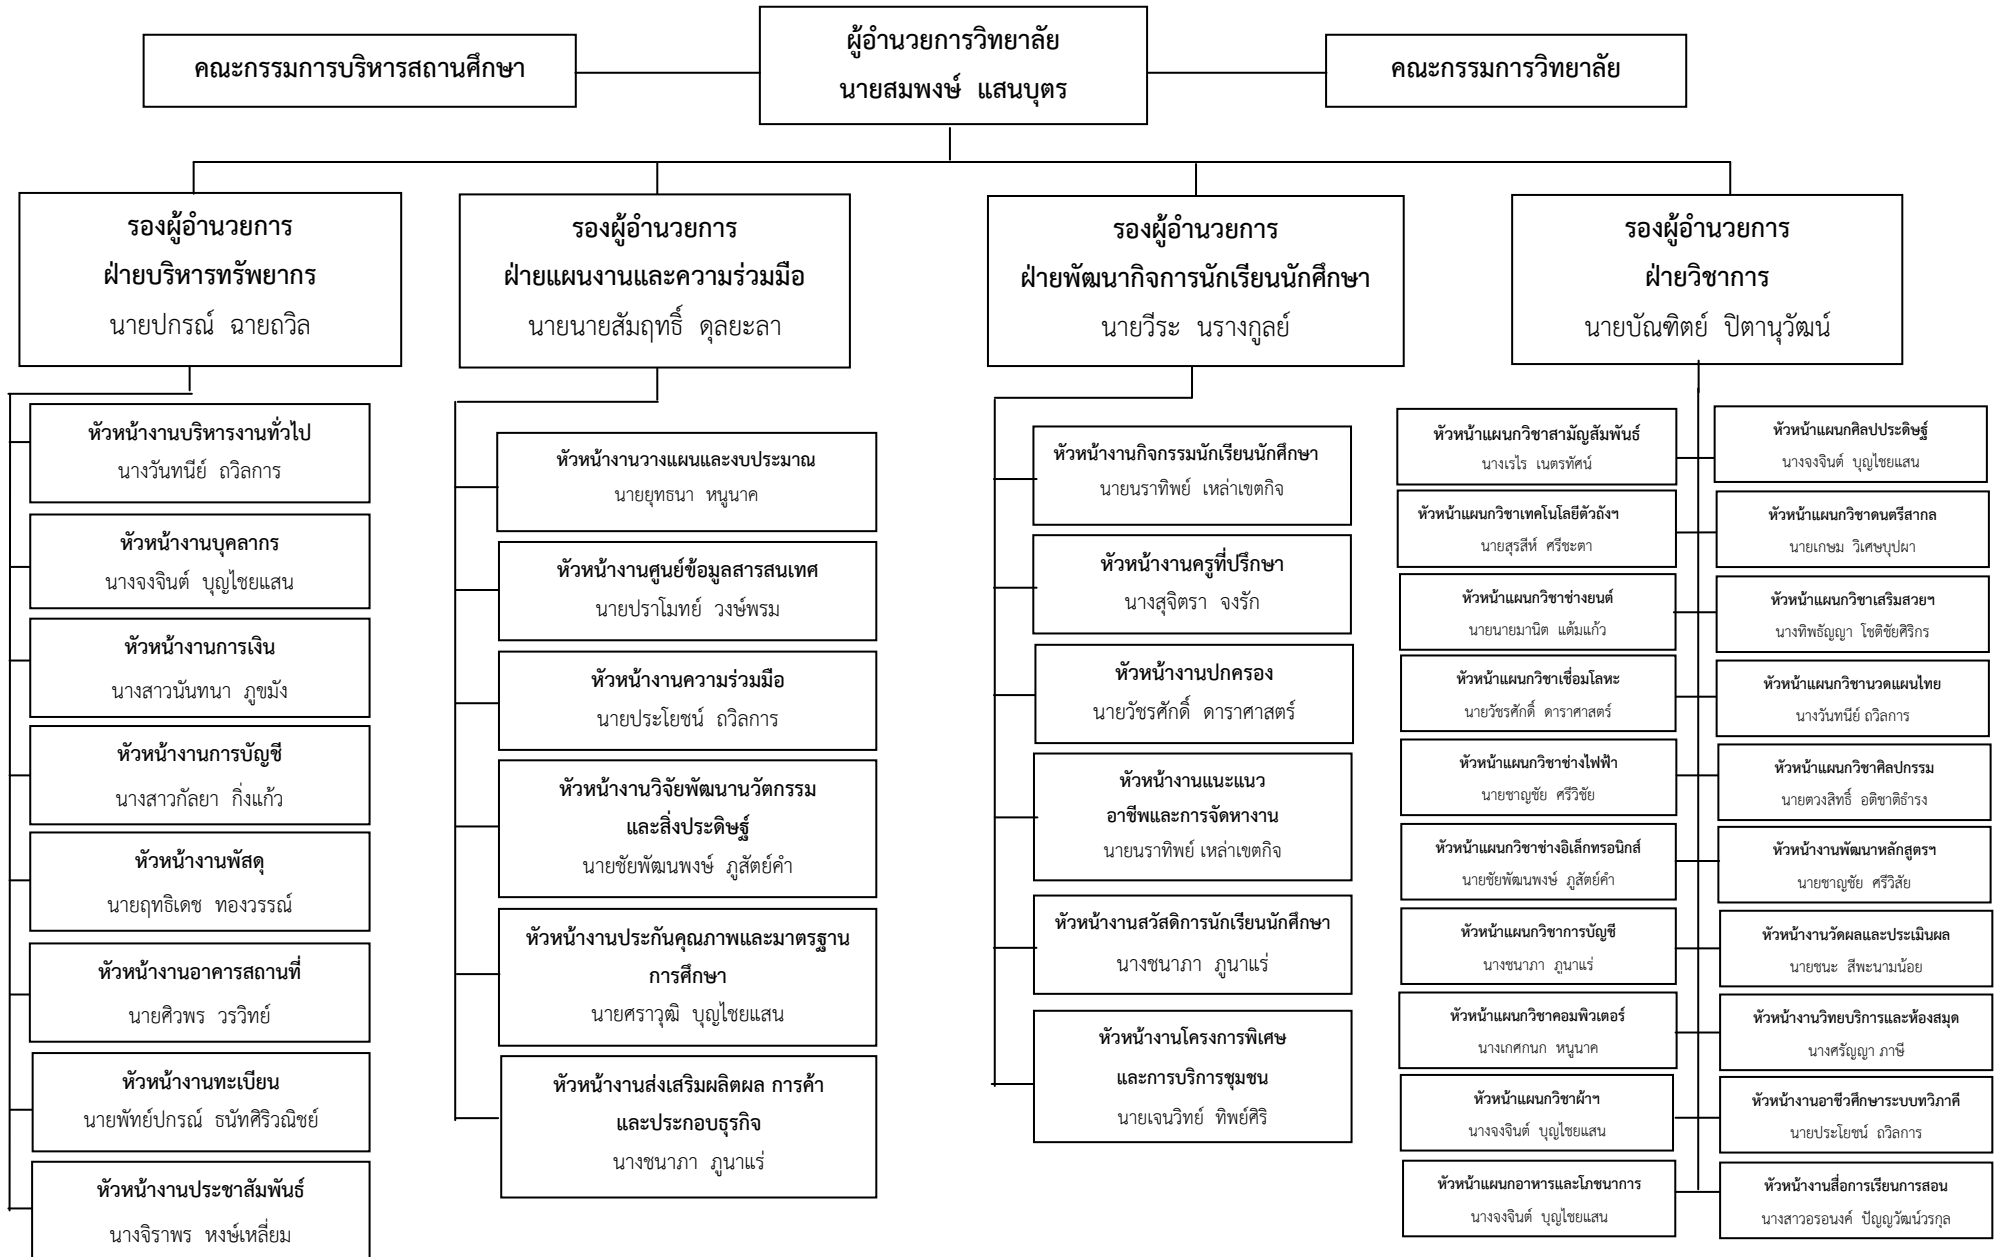 คณะกรรมการบริหารสถานศึกษา
ผู้อำนวยการวิทยาลัย
นายสมพงษ์ แสนบุตร
คณะกรรมการวิทยาลัย
รองผู้อำนวยการ
ฝ่ายบริหารทรัพยากร
นายปกรณ์ ฉายถวิล
รองผู้อำนวยการ
ฝ่ายแผนงานและความร่วมมือ
นายนายสัมฤทธิ์ ดุลยะลา
รองผู้อำนวยการ
ฝ่ายพัฒนากิจการนักเรียนนักศึกษา
นายวีระ นรางกูลย์
รองผู้อำนวยการ
ฝ่ายวิชาการ
นายบัณฑิตย์ ปิตานุวัฒน์
หัวหน้างานบริหารงานทั่วไป
นางวันทนีย์ ถวิลการ
หัวหน้างานบุคลากร
นางจงจินต์ บุญไชยแสน
หัวหน้างานการเงิน
นางสาวนันทนา ภูขมัง
หัวหน้างานการบัญชี
นางสาวกัลยา กิ่งแก้ว
หัวหน้างานพัสดุ
นายฤทธิเดช ทองวรรณ์
หัวหน้างานอาคารสถานที่
นายศิวพร วรวิทย์
หัวหน้างานทะเบียน
นายพัทย์ปกรณ์ ธนัทศิริวณิชย์
หัวหน้างานประชาสัมพันธ์
นางจิราพร หงษ์เหลี่ยม
หัวหน้างานวางแผนและงบประมาณ
นายยุทธนา หนูนาค
หัวหน้างานศูนย์ข้อมูลสารสนเทศ
นายปราโมทย์ วงษ์พรม
หัวหน้างานความร่วมมือ
นายประโยชน์ ถวิลการ
หัวหน้างานวิจัยพัฒนานวัตกรรม
และสิ่งประดิษฐ์
นายชัยพัฒนพงษ์ ภูสัตย์คำ
หัวหน้างานประกันคุณภาพและมาตรฐาน
การศึกษา
นายศราวุฒิ บุญไชยแสน
หัวหน้างานส่งเสริมผลิตผล การค้า
และประกอบธุรกิจ
นางชนาภา ภูนาแร่
หัวหน้างานกิจกรรมนักเรียนนักศึกษา
นายนราทิพย์ เหล่าเขตกิจ
หัวหน้างานครูที่ปรึกษา
นางสุจิตรา จงรัก
หัวหน้างานปกครอง
นายวัชรศักดิ์ ดาราศาสตร์
หัวหน้างานแนะแนว
อาชีพและการจัดหางาน
นายนราทิพย์ เหล่าเขตกิจ
หัวหน้างานสวัสดิการนักเรียนนักศึกษา
นางชนาภา ภูนาแร่
หัวหน้างานโครงการพิเศษ
และการบริการชุมชน
นายเจนวิทย์ ทิพย์ศิริ
หัวหน้าแผนกวิชาสามัญสัมพันธ์
นางเรไร เนตรทัศน์
หัวหน้าแผนกวิชาเทคโนโลยีตัวถังฯ
นายสุรสีห์ ศรีชะตา
หัวหน้าแผนกวิชาช่างยนต์
นายนายมานิต แต้มแก้ว
หัวหน้าแผนกวิชาเชื่อมโลหะ
นายวัชรศักดิ์ ดาราศาสตร์
หัวหน้าแผนกวิชาช่างไฟฟ้า
นายชาญชัย ศรีวิชัย
หัวหน้าแผนกวิชาช่างอิเล็กทรอนิกส์
นายชัยพัฒนพงษ์ ภูสัตย์คำ
หัวหน้าแผนกวิชาการบัญชี
นางชนาภา ภูนาแร่
หัวหน้าแผนกวิชาคอมพิวเตอร์
นางเกศกนก หนูนาค
หัวหน้าแผนกวิชาผ้าฯ
นางจงจินต์ บุญไชยแสน
หัวหน้าแผนกอาหารและโภชนาการ
นางจงจินต์ บุญไชยแสน
หัวหน้าแผนกศิลปประดิษฐ์
นางจงจินต์ บุญไชยแสน
หัวหน้าแผนกวิชาดนตรีสากล
นายเกษม วิเศษบุปผา
หัวหน้าแผนกวิชาเสริมสวยฯ
นางทิพธัญญา โชติชัยศิริกร
หัวหน้าแผนกวิชานวดแผนไทย
นางวันทนีย์ ถวิลการ
หัวหน้าแผนกวิชาศิลปกรรม
นายตวงสิทธิ์ อติชาติธำรง
หัวหน้างานพัฒนาหลักสูตรฯ
นายชาญชัย ศรีวิสัย
หัวหน้างานวัดผลและประเมินผล
นายชนะ สีพะนามน้อย
หัวหน้างานวิทยบริการและห้องสมุด
นางศรัญญา ภาษี
หัวหน้างานอาชีวศึกษาระบบทวิภาคี
นายประโยชน์ ถวิลการ
หัวหน้างานสื่อการเรียนการสอน
นางสาวอรอนงค์ ปัญญวัฒน์วรกุล